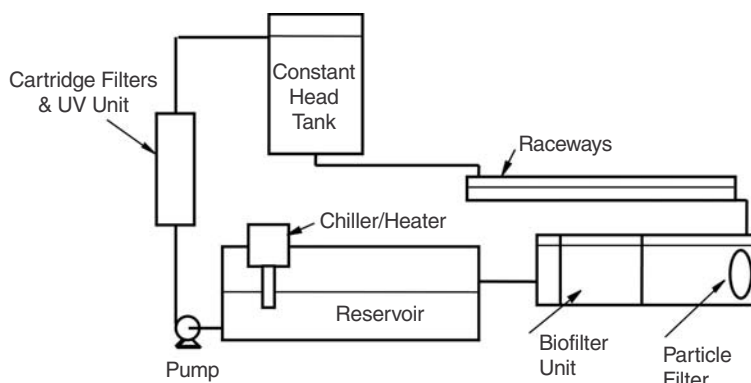 Cartridge Filters
& UV Unit
Constant
Head
Tank
Raceways
Chiller/Heater
Reservoir
Pump
Biofilter
Unit
Particle
Filter